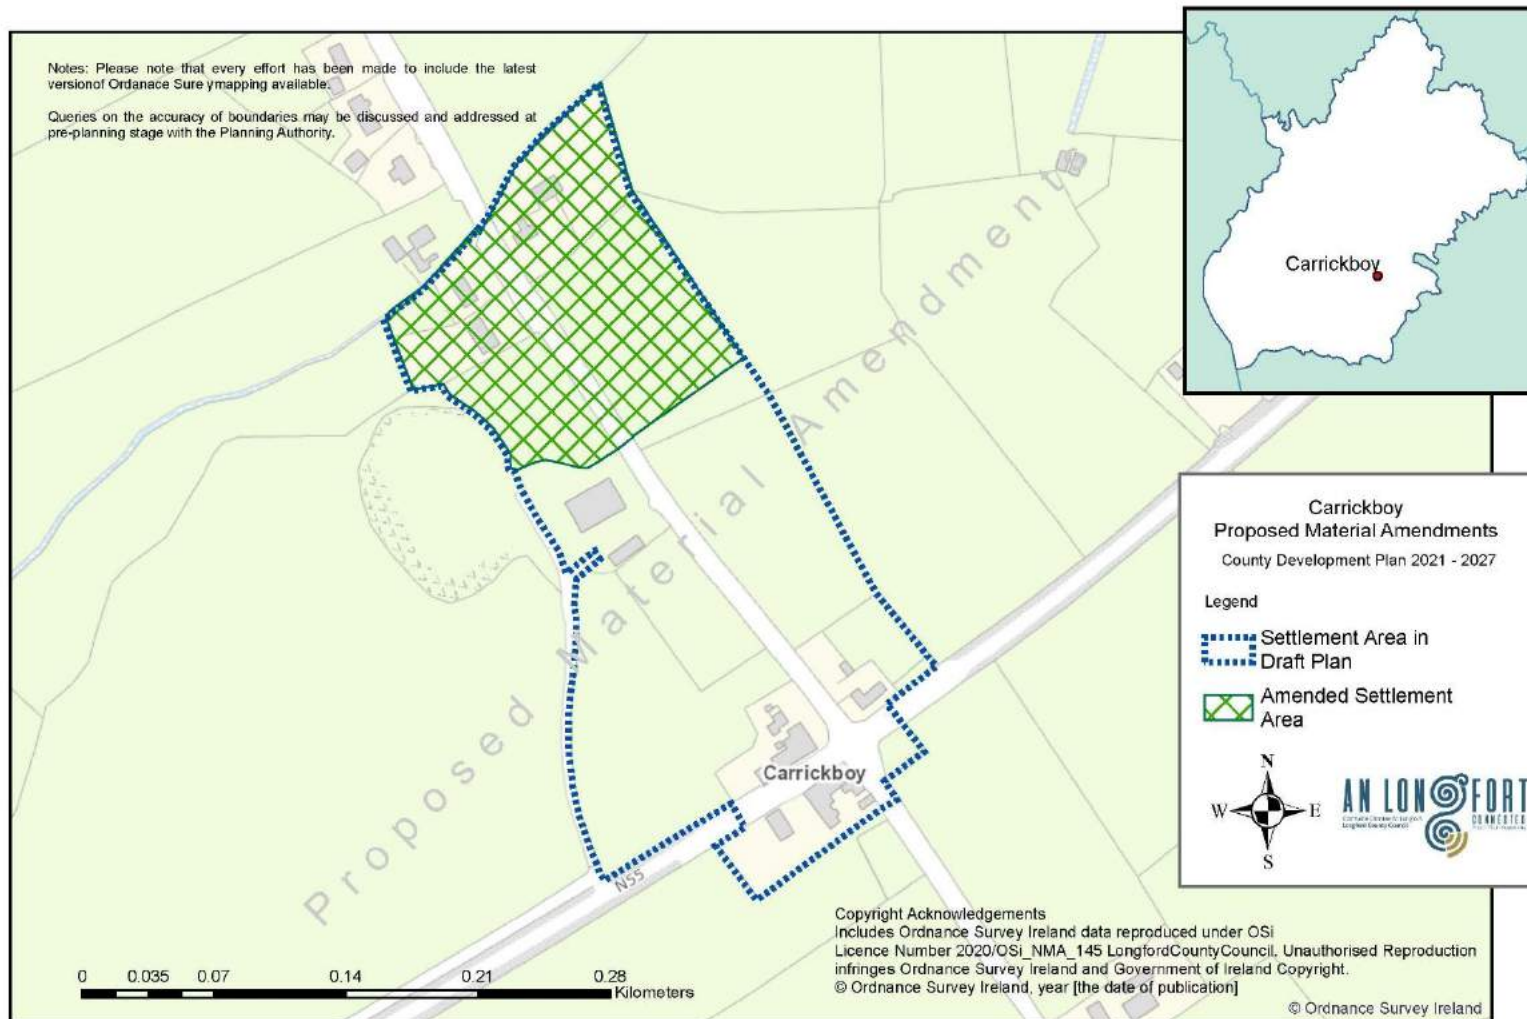 Notes: Please note that every effort has been made to include the latest
versionof Ordanace Sure ymapping available.
Queries on the accuracy of boundaries may be discussed and addressed at
pre-planning stage with the Planning Authority.
Carrickboy
Proposed Material Amendments
Carrickboy
Proposed Material Amendments
County Development Plan 2021 - 2027
Legend
Settlement Area in
Draft Plan
Amended Settlement
Area
N
W E
S
AN LONGFORT
CONNECTED
Longford County Council
Carrickboy
N55
0 0.035 0.07 0.14 0.21 0.28
Kilometers
Copyright Acknowledgements
Includes Ordnance Survey Ireland data reproduced under OSi
Licence Number 2020/OSi_NMA_145 LongfordCountyCouncil. Unauthorised Reproduction
infringes Ordnance Survey Ireland and Government of Ireland Copyright.
© Ordnance Survey Ireland, year [the date of publication]
© Ordnance Survey Ireland